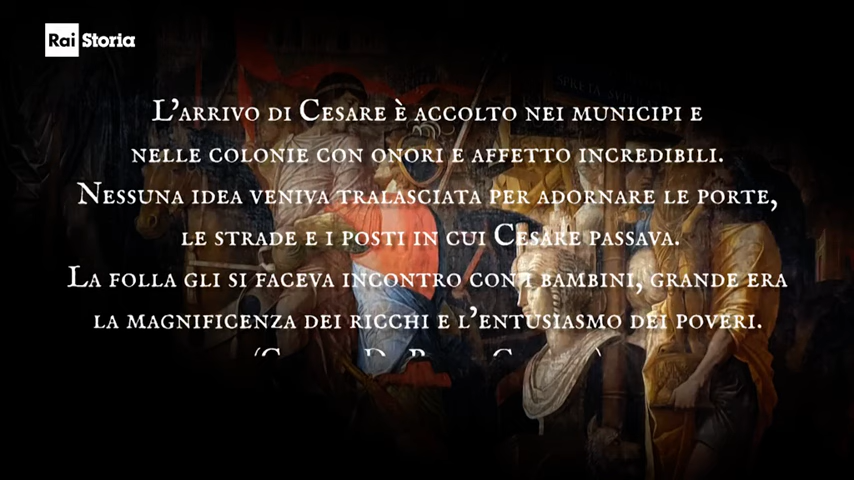 Rai Storia
L'arrivo di Cesare è accolto nei municipi e
nelle colonie con onori e affetto incredibili.
Nessuna idea veniva tralasciata per adornare le porte,
le strade e i posti in cui Cesare passava.
La folla gli si faceva incontro con i bambini, grande era
la magnificenza dei ricchi e l'entusiasmo dei poveri.